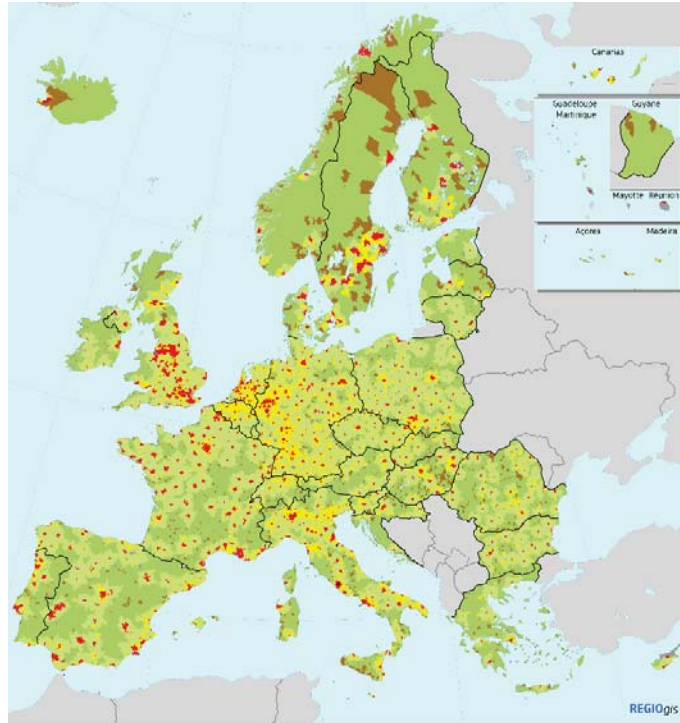 Canarias
Guadeloupe
Martinique
Guyane
Mayotte
Réunion
Açores
Madeira
REGIOgis